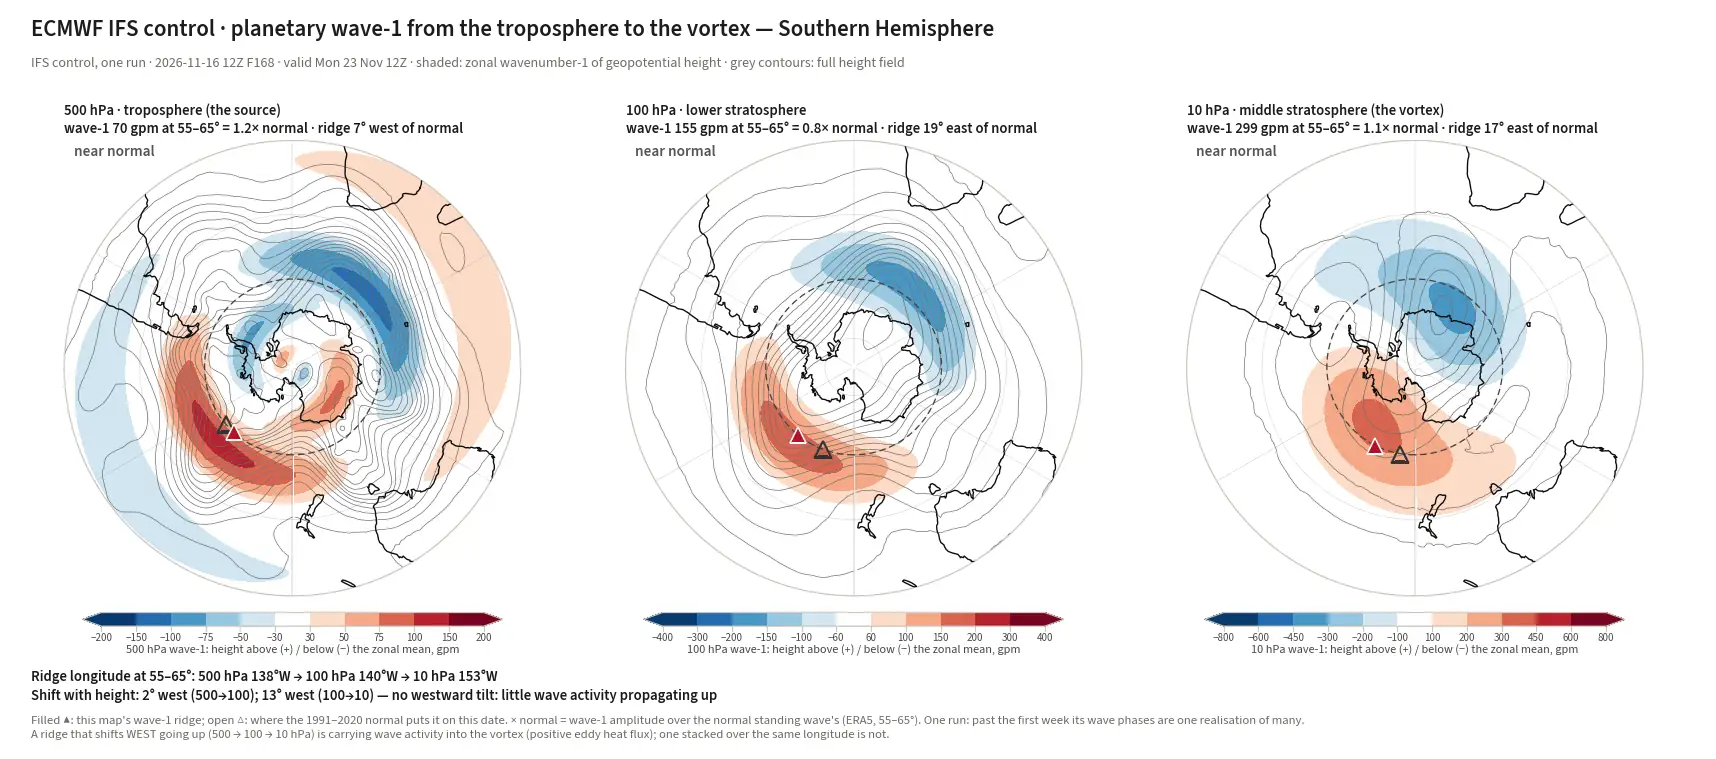 ECMWF IFS control · planetary wave-1 from the troposphere to the vortex — Southern Hemisphere
IFS control, one run · 2026-11-16 12Z F168 · valid Mon 23 Nov 12Z · shaded: zonal wavenumber-1 of geopotential height · grey contours: full height field
500 hPa · troposphere (the source)
wave-1 70 gpm at 55–65° = 1.2× normal · ridge 7° west of normal
near normal
100 hPa · lower stratosphere
wave-1 155 gpm at 55–65° = 0.8× normal · ridge 19° east of normal
near normal
10 hPa · middle stratosphere (the vortex)
wave-1 299 gpm at 55–65° = 1.1× normal · ridge 17° east of normal
near normal
−200 −150 −100 −75 −50 −30 30 50 75 100 150 200
500 hPa wave-1: height above (+) / below (−) the zonal mean, gpm
−400 −300 −200 −150 −100 −60 60 100 150 200 300 400
100 hPa wave-1: height above (+) / below (−) the zonal mean, gpm
−800 −600 −450 −300 −200 −100 100 200 300 450 600 800
10 hPa wave-1: height above (+) / below (−) the zonal mean, gpm
Ridge longitude at 55–65°: 500 hPa 138°W → 100 hPa 140°W → 10 hPa 153°W
Shift with height: 2° west (500→100); 13° west (100→10) — no westward tilt: little wave activity propagating up
Filled ▲: this map's wave-1 ridge; open △: where the 1991–2020 normal puts it on this date. × normal = wave-1 amplitude over the normal standing wave's (ERA5, 55–65°). One run: past the first week its wave phases are one realisation of many.
A ridge that shifts WEST going up (500 → 100 → 10 hPa) is carrying wave activity into the vortex (positive eddy heat flux); one stacked over the same longitude is not.